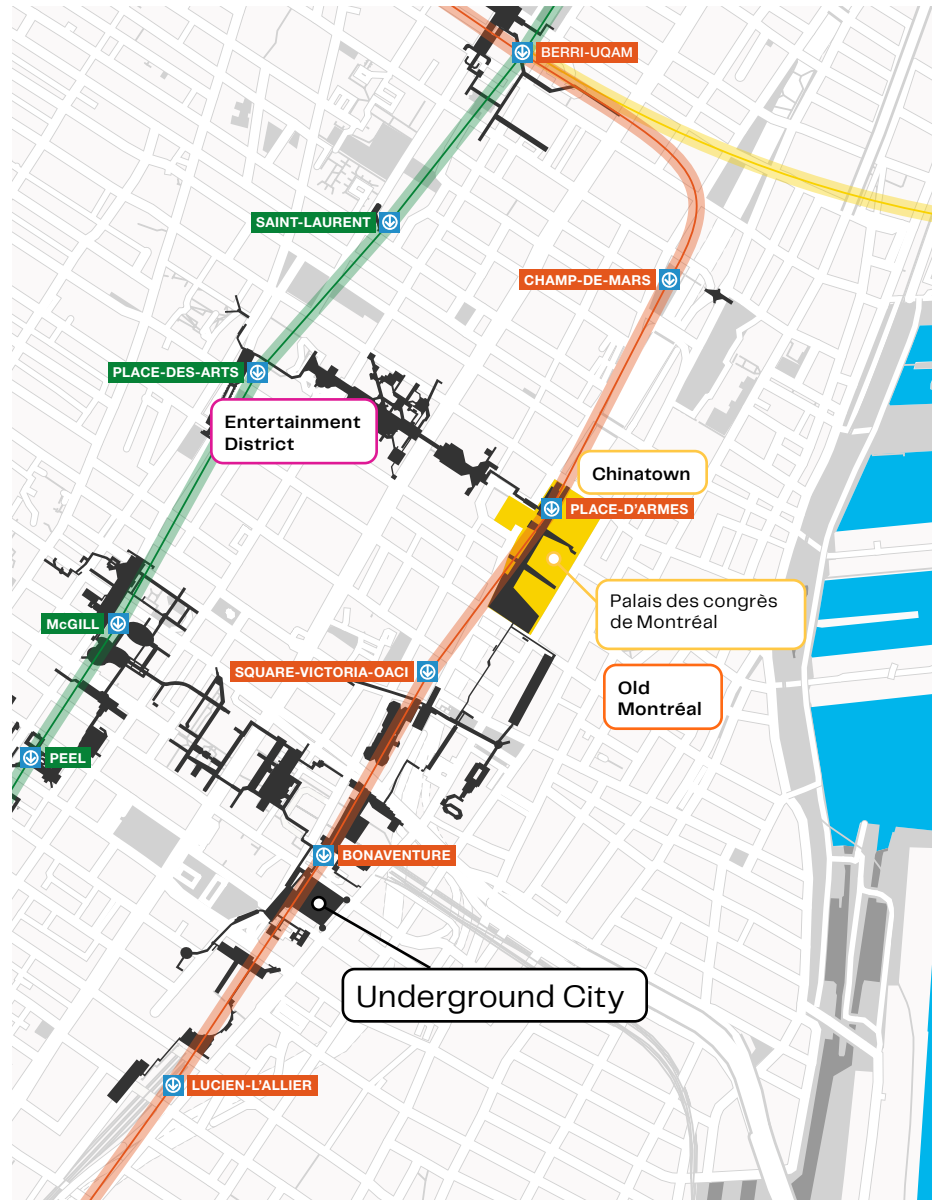 BERRI-UQAM
SAINT-LAURENT
CHAMP-DE-MARS
PLACE-DES-ARTS
Entertainment
District
Chinatown
PLACE-D'ARMES
Palais des congrès
de Montréal
McGILL
SQUARE-VICTORIA-OACI
Old
Montréal
PEEL
BONAVENTURE
Underground City
LUCIEN-L'ALLIER